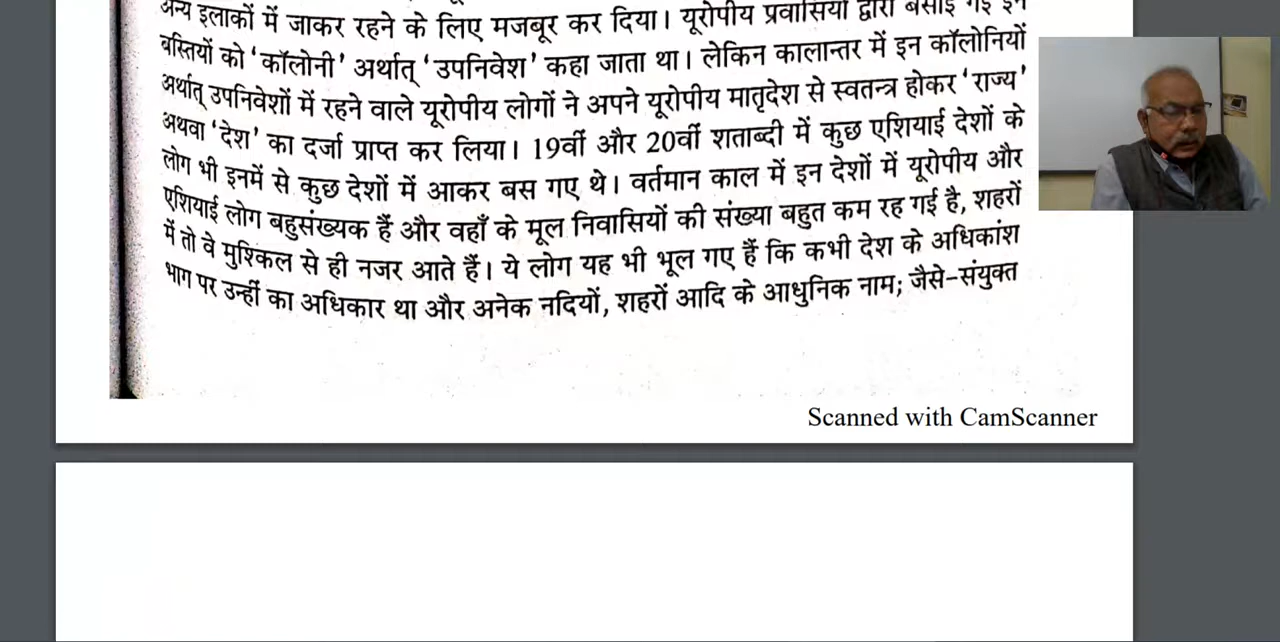 अन्य इलाकों में जाकर रहने के लिए मजबूर कर दिया। यूरोपीय प्रवासियों द्वारा बसाई गई इन
बस्तियों को 'कॉलोनी' अर्थात् 'उपनिवेश' कहा जाता था। लेकिन कालान्तर में इन कॉलोनियों
अर्थात् उपनिवेशों में रहने वाले यूरोपीय लोगों ने अपने यूरोपीय मातृदेश से स्वतन्त्र होकर 'राज्य'
अथवा 'देश' का दर्जा प्राप्त कर लिया। 19वीं और 20वीं शताब्दी में कुछ एशियाई देशों के
लोग भी इनमें से कुछ देशों में आकर बस गए थे। वर्तमान काल में इन देशों में यूरोपीय और
एशियाई लोग बहुसंख्यक हैं और वहाँ के मूल निवासियों की संख्या बहुत कम रह गई है, शहरों
में तो वे मुश्किल से ही नजर आते हैं। ये लोग यह भी भूल गए हैं कि कभी देश के अधिकांश
भाग पर उन्हीं का अधिकार था और अनेक नदियों, शहरों आदि के आधुनिक नाम; जैसे-संयुक्त
Scanned with CamScanner